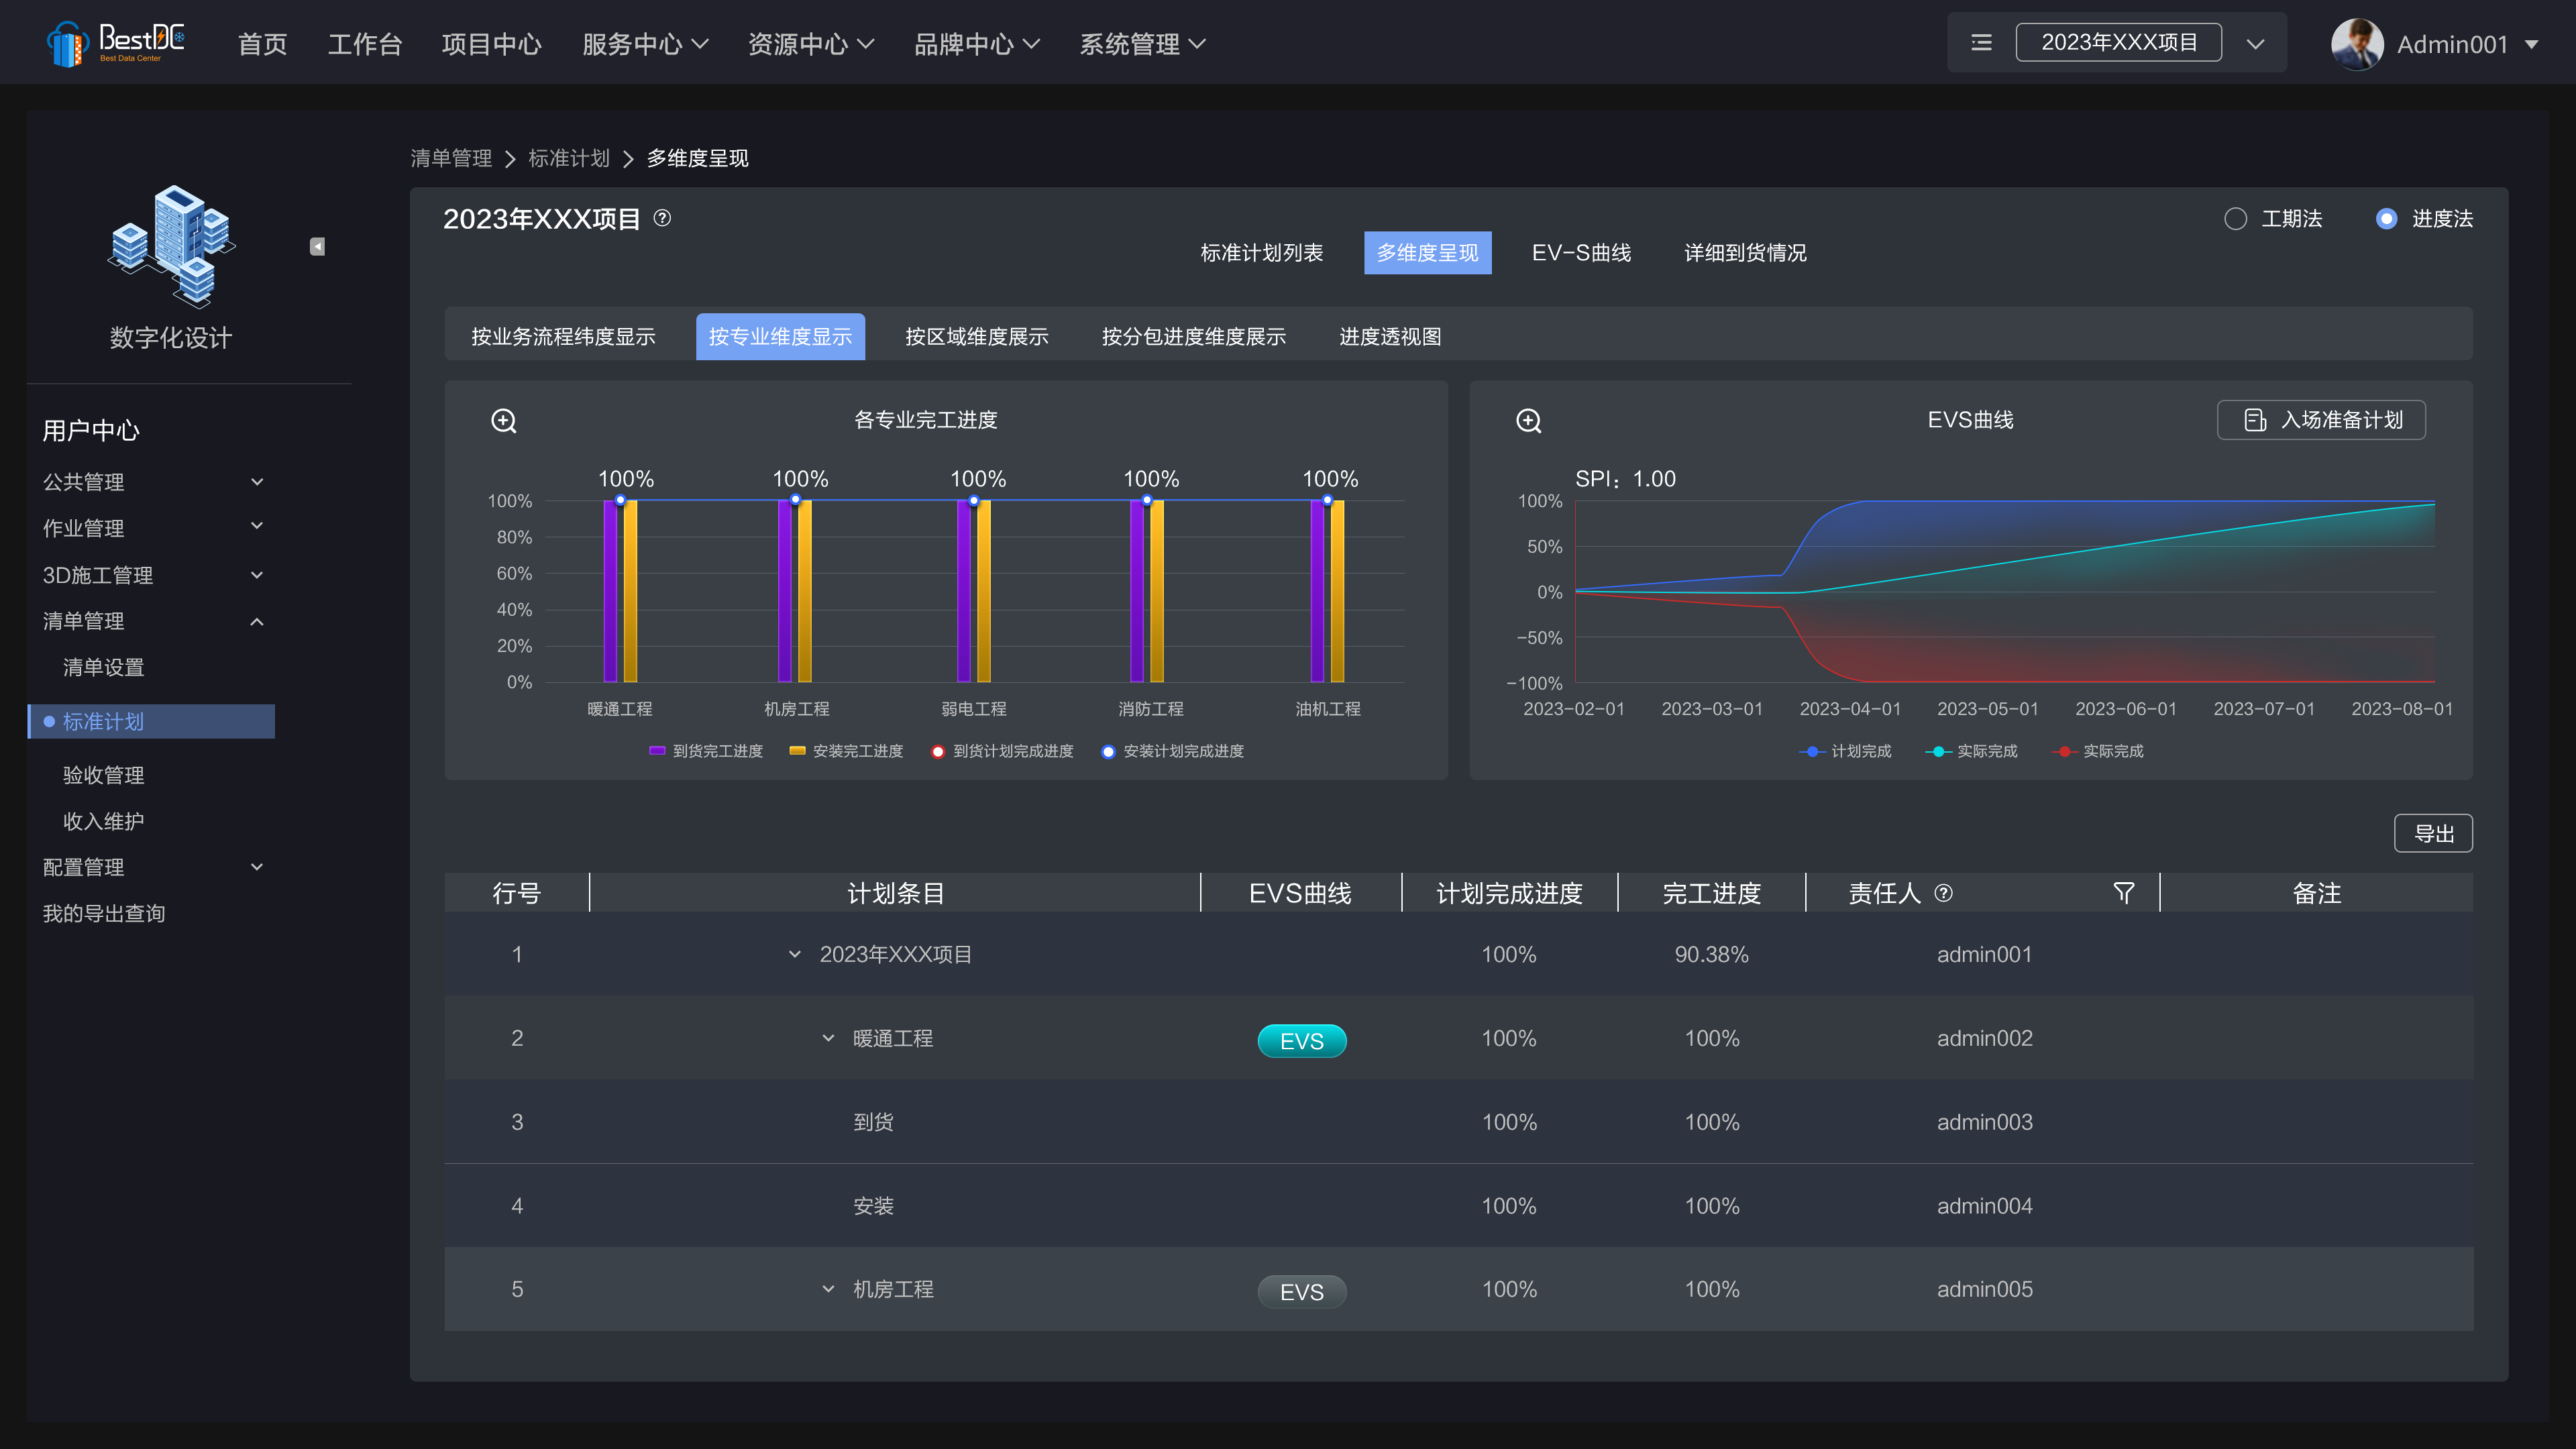 BestDC
Best Data Center
首页 工作台 项目中心 服务中心 资源中心 品牌中心 系统管理 2023年XXX项目 Admin001
数字化设计
用户中心
公共管理
作业管理
3D施工管理
清单管理
清单设置
标准计划
验收管理
收入维护
配置管理
我的导出查询
清单管理 > 标准计划 > 多维度呈现
2023年XXX项目 ?
工期法 进度法
标准计划列表 多维度呈现 EV-S曲线 详细到货情况
按业务流程纬度显示 按专业维度显示 按区域维度展示 按分包进度维度展示 进度透视图
各专业完工进度
100% 100% 100% 100% 100%
100%
80%
60%
40%
20%
0%
暖通工程 机房工程 弱电工程 消防工程 油机工程
到货完工进度 安装完工进度 到货计划完成进度 安装计划完成进度
EVS曲线 入场准备计划
SPI：1.00
100%
50%
0%
-50%
-100%
2023-02-01 2023-03-01 2023-04-01 2023-05-01 2023-06-01 2023-07-01 2023-08-01
计划完成 实际完成 实际完成
导出
行号 计划条目 EVS曲线 计划完成进度 完工进度 责任人 ? 备注
1 2023年XXX项目 100% 90.38% admin001
2 暖通工程 EVS 100% 100% admin002
3 到货 100% 100% admin003
4 安装 100% 100% admin004
5 机房工程 EVS 100% 100% admin005